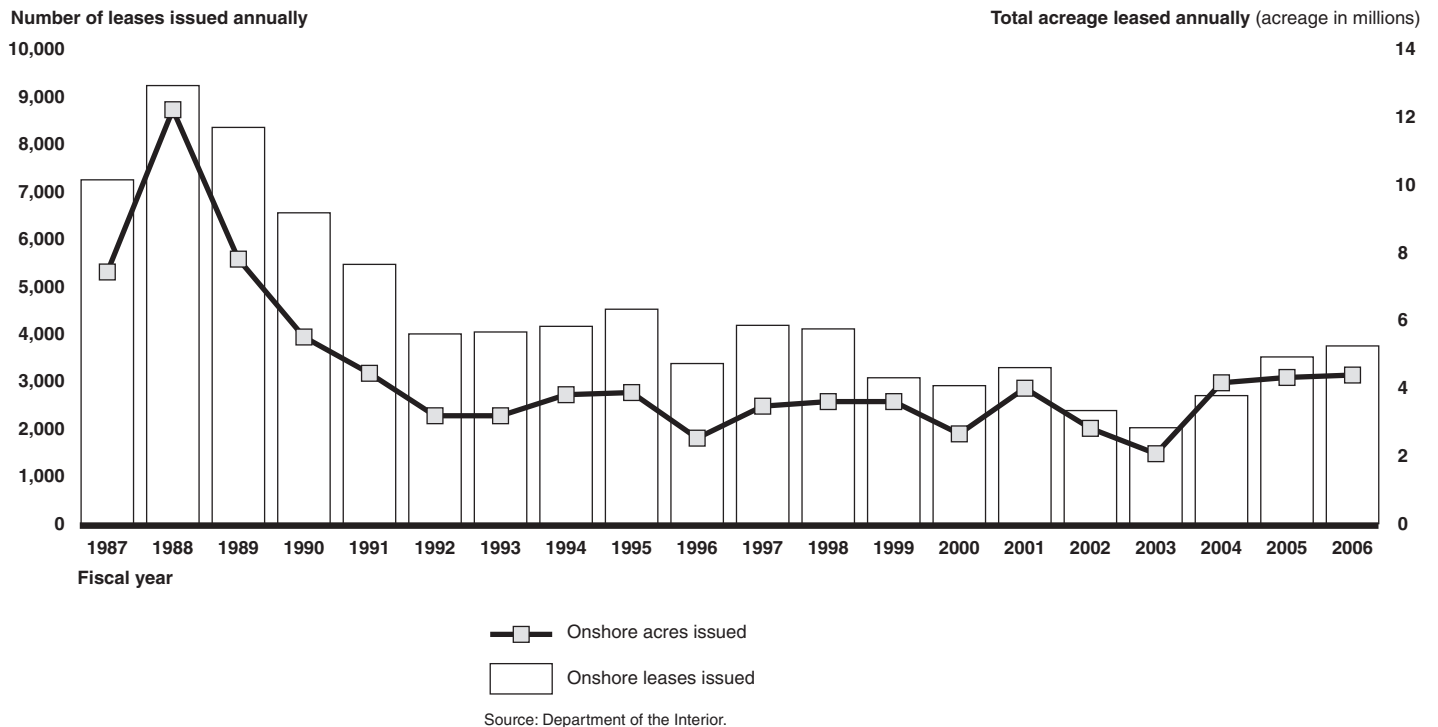 Number of leases issued annually
Total acreage leased annually (acreage in millions)
10,000
9,000
8,000
7,000
6,000
5,000
4,000
3,000
2,000
1,000
0
14
12
10
8
6
4
2
0
1987 1988 1989 1990 1991 1992 1993 1994 1995 1996 1997 1998 1999 2000 2001 2002 2003 2004 2005 2006
Fiscal year
Onshore acres issued
Onshore leases issued
Source: Department of the Interior.